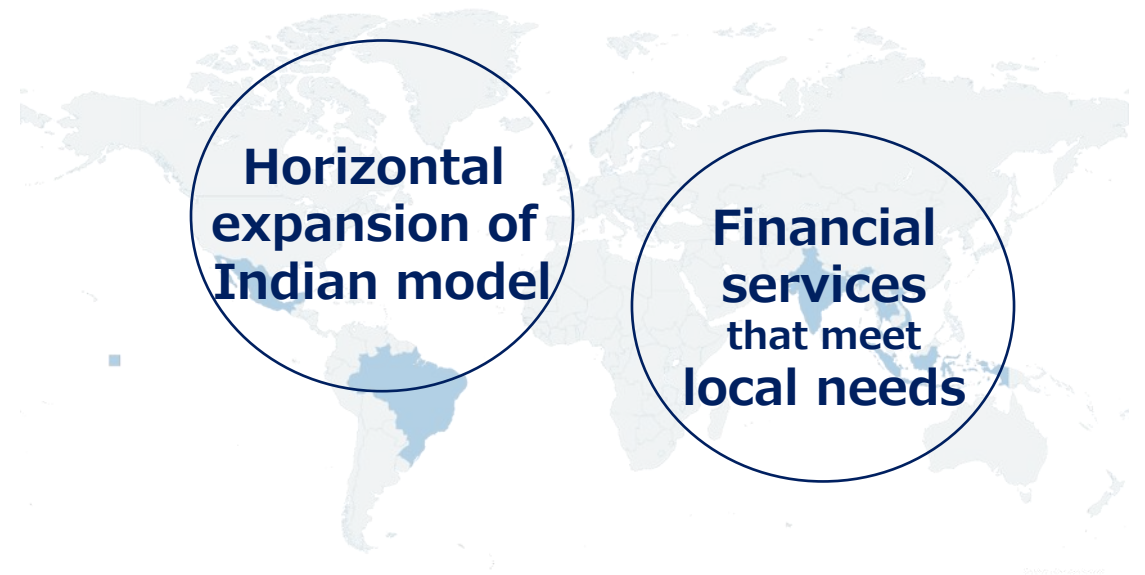 Horizontal
expansion of
Indian model
Financial
services
that meet
local needs